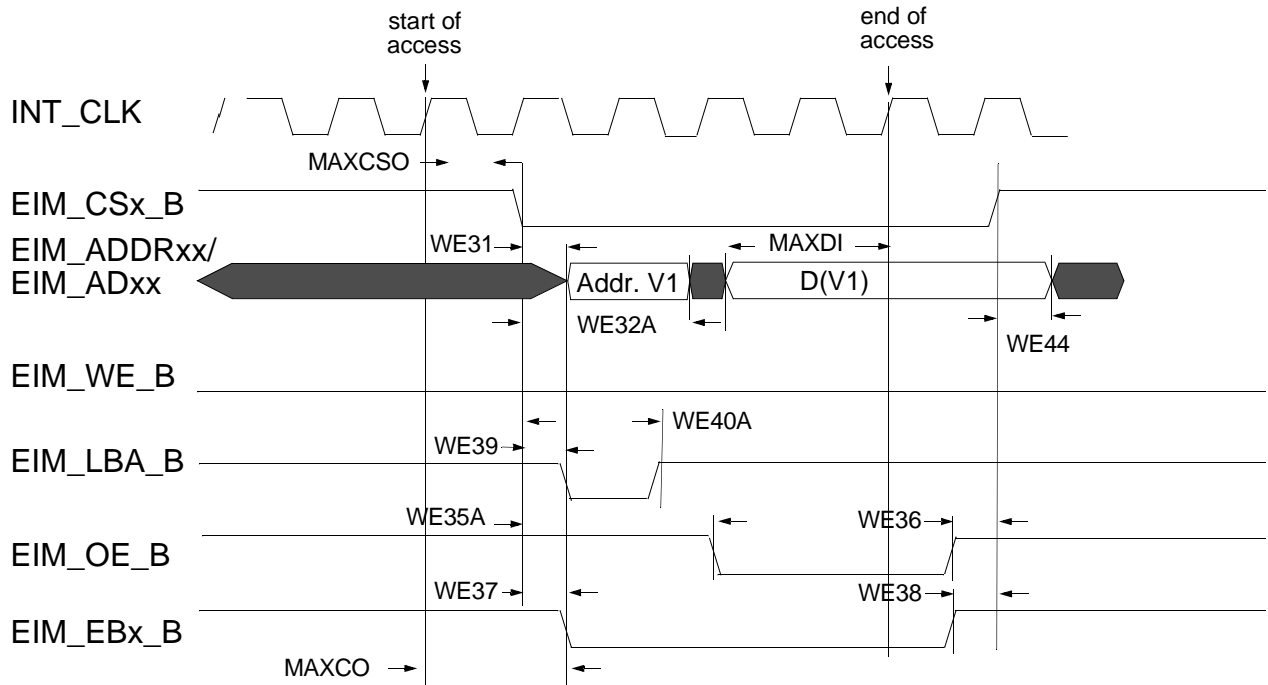 start of
access
end of
access
INT_CLK
MAXCSO
EIM_CSx_B
EIM_ADDRxx/
EIM_ADxx
WE31
MAXDI
Addr. V1
D(V1)
WE32A
WE44
EIM_WE_B
WE40A
WE39
EIM_LBA_B
WE35A
WE36
EIM_OE_B
WE37
WE38
EIM_EBx_B
MAXCO